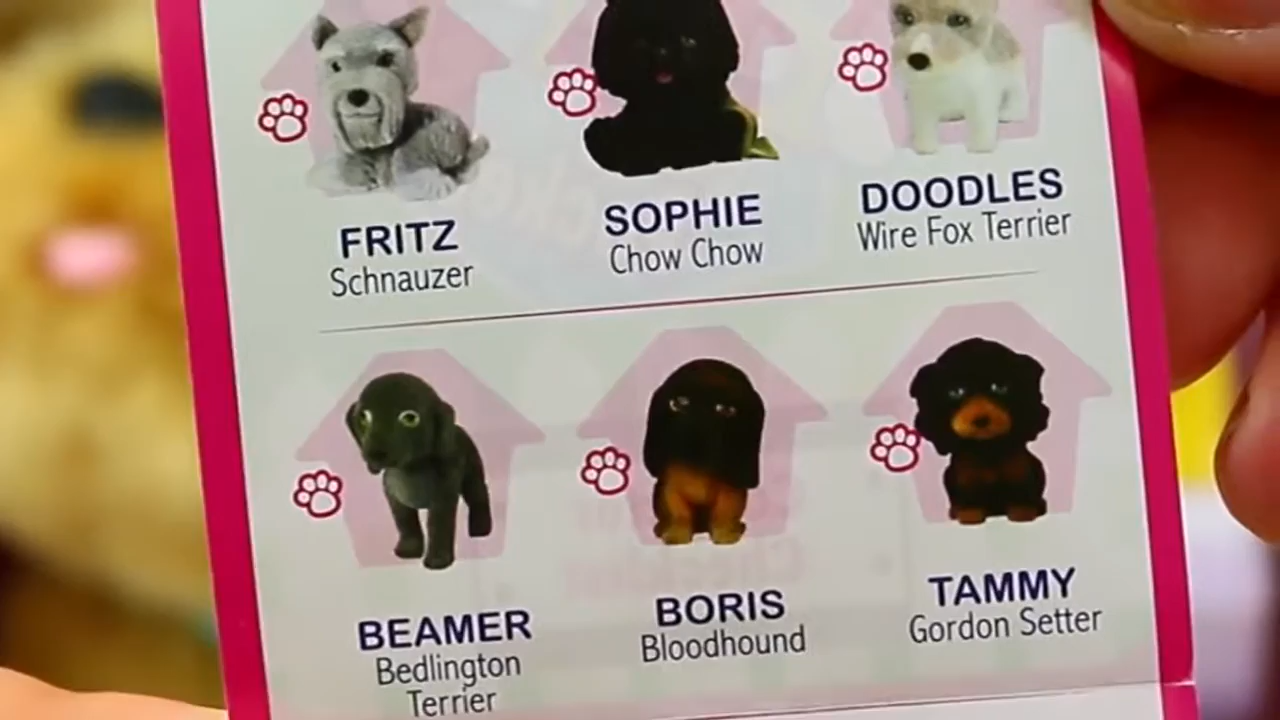 FRITZ
Schnauzer
SOPHIE
Chow Chow
DOODLES
Wire Fox Terrier
BEAMER
Bedlington
Terrier
BORIS
Bloodhound
TAMMY
Gordon Setter